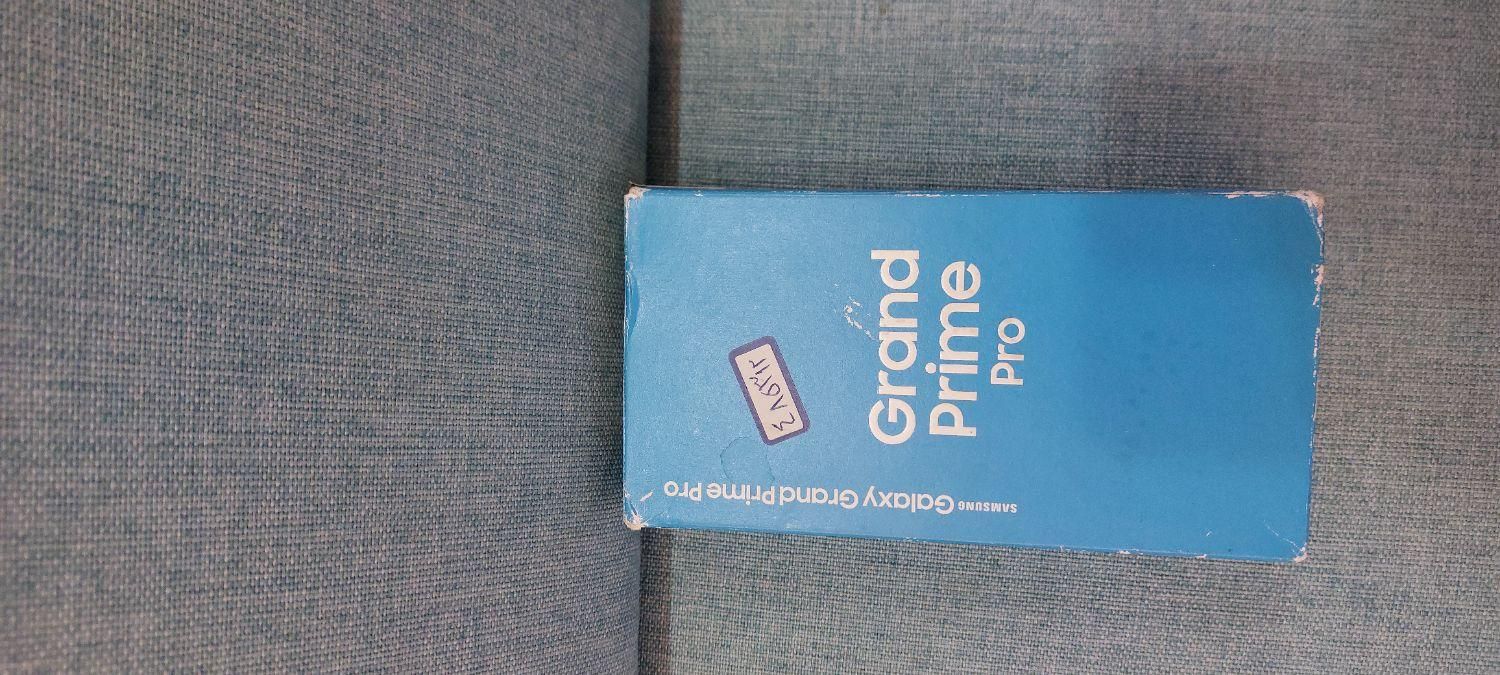 Grand
Prime
Pro
SAMSUNG Galaxy Grand Prime Pro